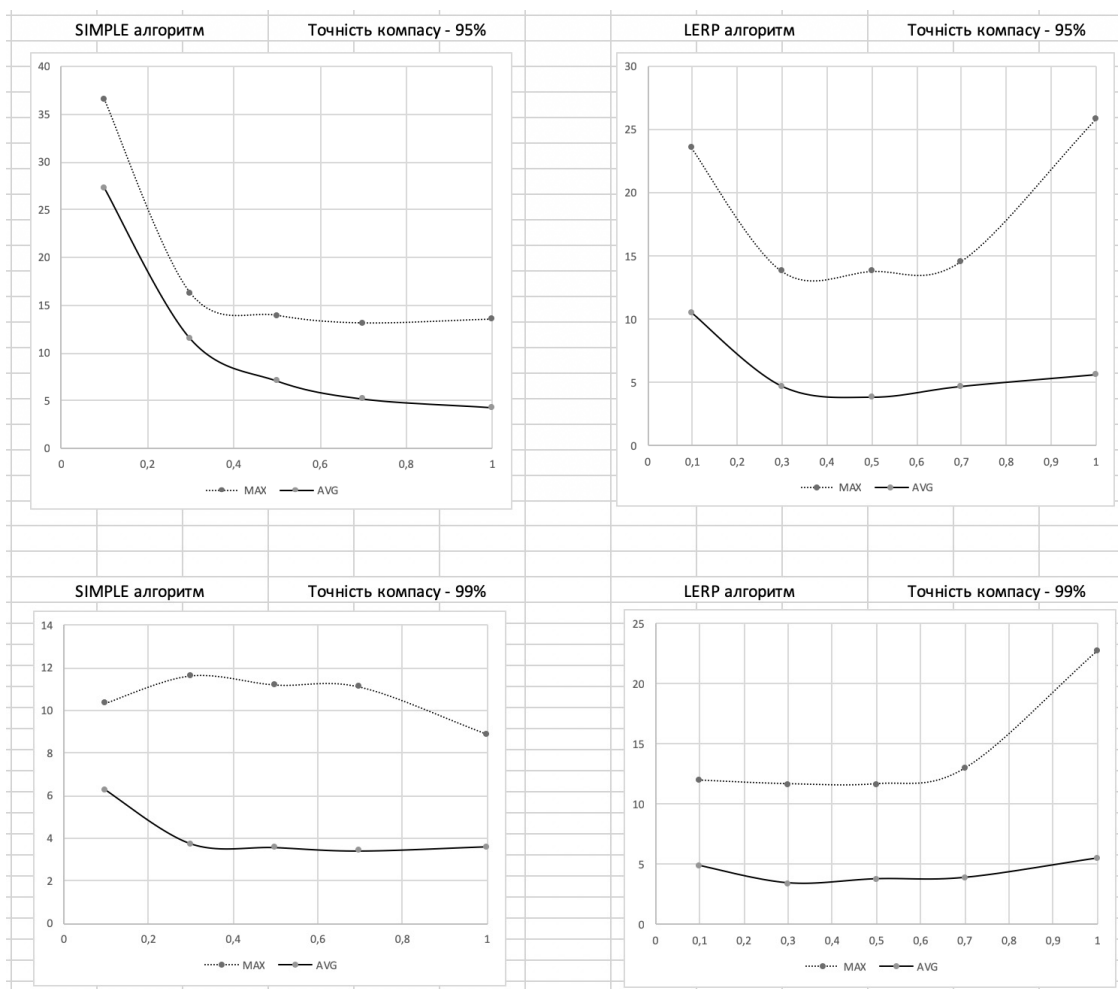 SIMPLE алгоритм Точність компасу - 95%
40
35
30
25
20
15
10
5
0
0 0,2 0,4 0,6 0,8 1
MAX AVG
LERP алгоритм Точність компасу - 95%
30
25
20
15
10
5
0
0 0,1 0,2 0,3 0,4 0,5 0,6 0,7 0,8 0,9 1
MAX AVG
SIMPLE алгоритм Точність компасу - 99%
14
12
10
8
6
4
2
0
0 0,2 0,4 0,6 0,8 1
MAX AVG
LERP алгоритм Точність компасу - 99%
25
20
15
10
5
0
0 0,1 0,2 0,3 0,4 0,5 0,6 0,7 0,8 0,9 1
MAX AVG